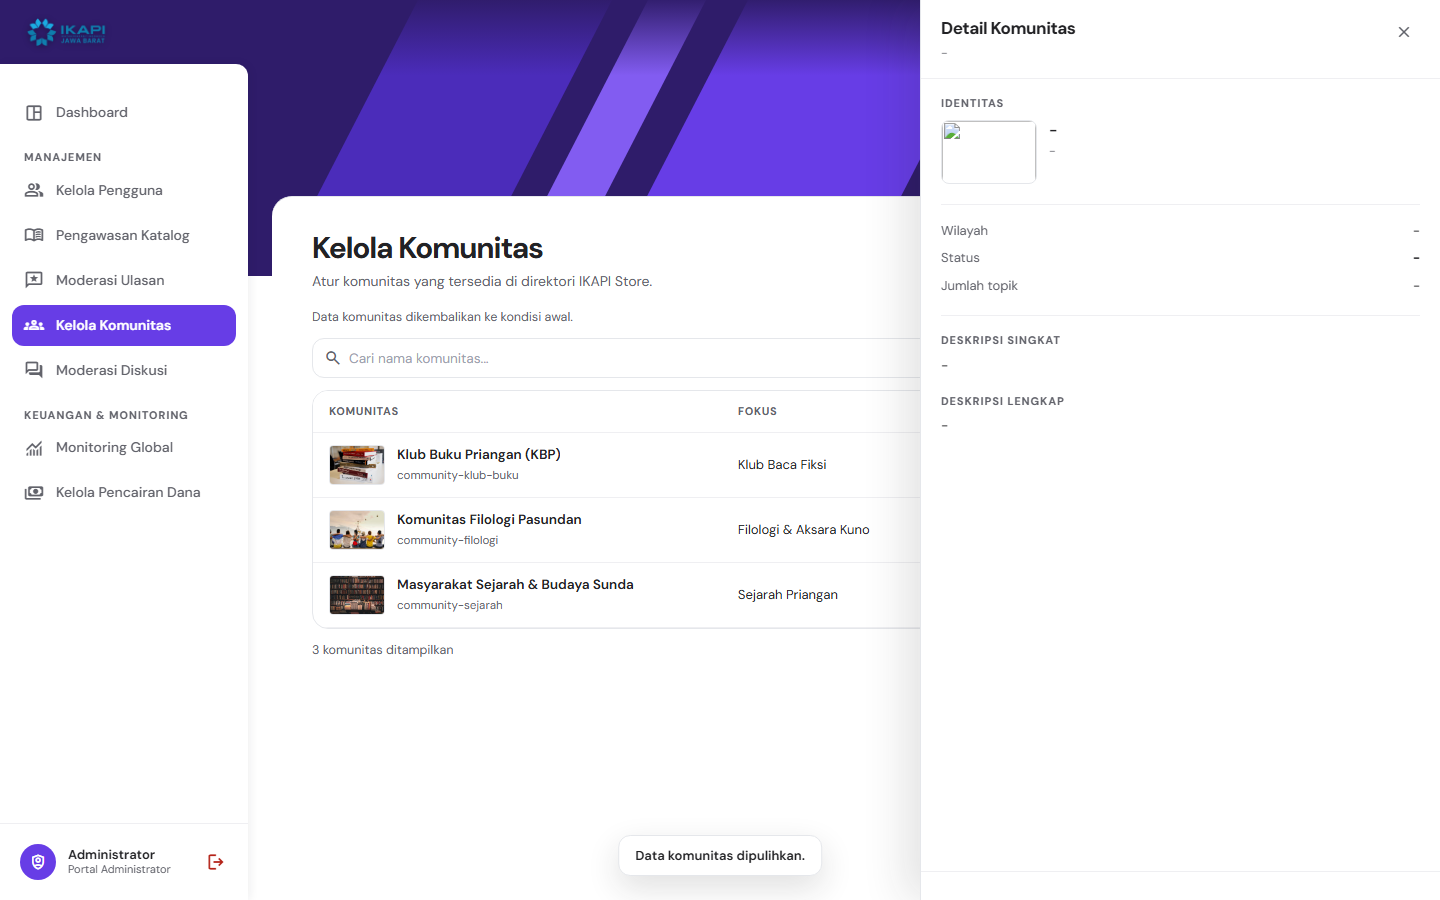 IKAPI
JAWA BARAT
Dashboard
MANAJEMEN
Kelola Pengguna
Pengawasan Katalog
Moderasi Ulasan
Kelola Komunitas
Moderasi Diskusi
KEUANGAN & MONITORING
Monitoring Global
Kelola Pencairan Dana
Administrator
Portal Administrator
Kelola Komunitas
Atur komunitas yang tersedia di direktori IKAPI Store.
Data komunitas dikembalikan ke kondisi awal.
Cari nama komunitas...
KOMUNITAS FOKUS
Klub Buku Priangan (KBP)
community-klub-buku
Klub Baca Fiksi
Komunitas Filologi Pasundan
community-filologi
Filologi & Aksara Kuno
Masyarakat Sejarah & Budaya Sunda
community-sejarah
Sejarah Priangan
3 komunitas ditampilkan
Data komunitas dipulihkan.
Detail Komunitas
-
IDENTITAS
-
-
Wilayah -
Status -
Jumlah topik -
DESKRIPSI SINGKAT
-
DESKRIPSI LENGKAP
-